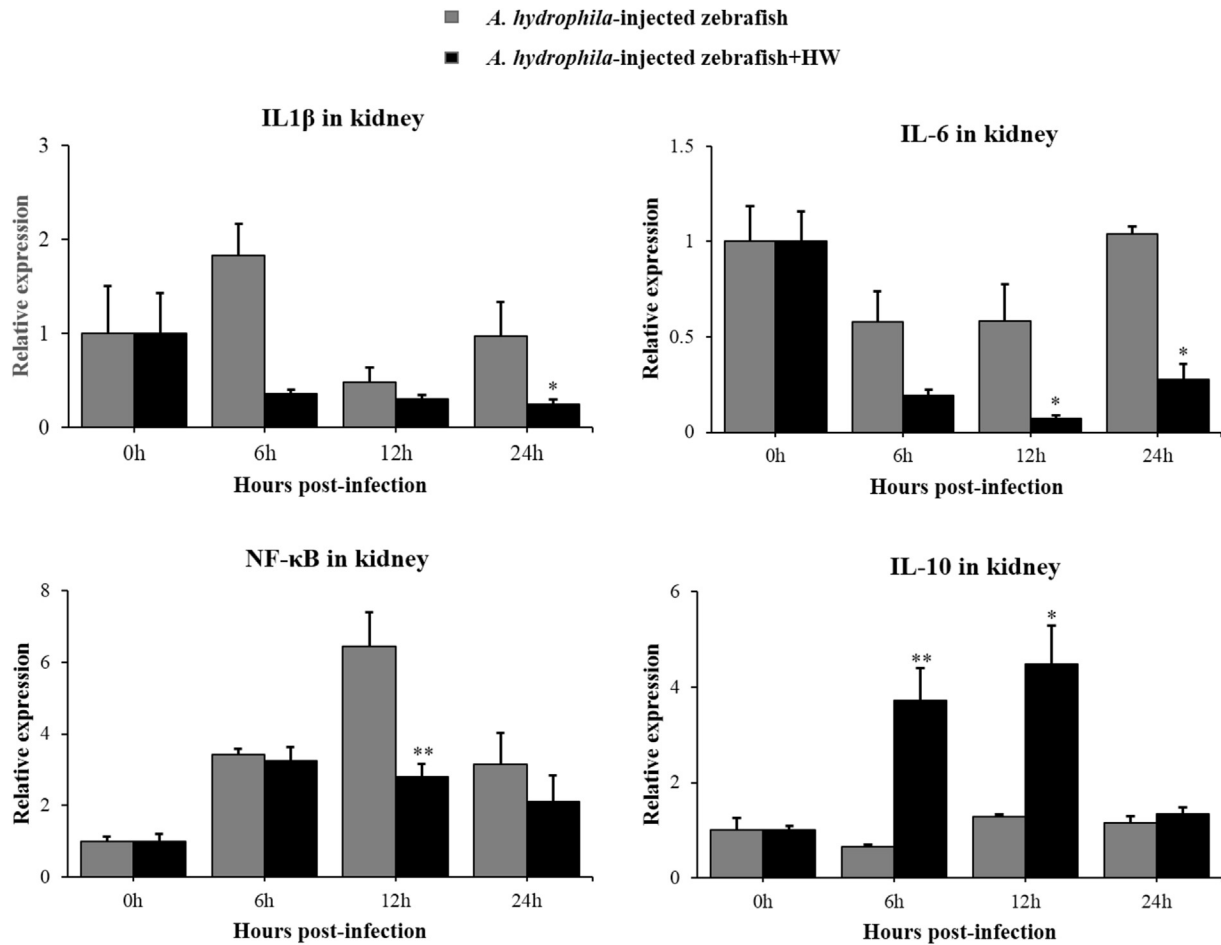 A. hydrophila-injected zebrafish
A. hydrophila-injected zebrafish+HW
IL1β in kidney
Relative expression
3
2
1
0
*
0h 6h 12h 24h
Hours post-infection
IL-6 in kidney
Relative expression
1.5
1
0.5
0
*
*
0h 6h 12h 24h
Hours post-infection
NF-κB in kidney
Relative expression
8
6
4
2
0
**
0h 6h 12h 24h
Hours post-infection
IL-10 in kidney
Relative expression
6
4
2
0
**
*
0h 6h 12h 24h
Hours post-infection